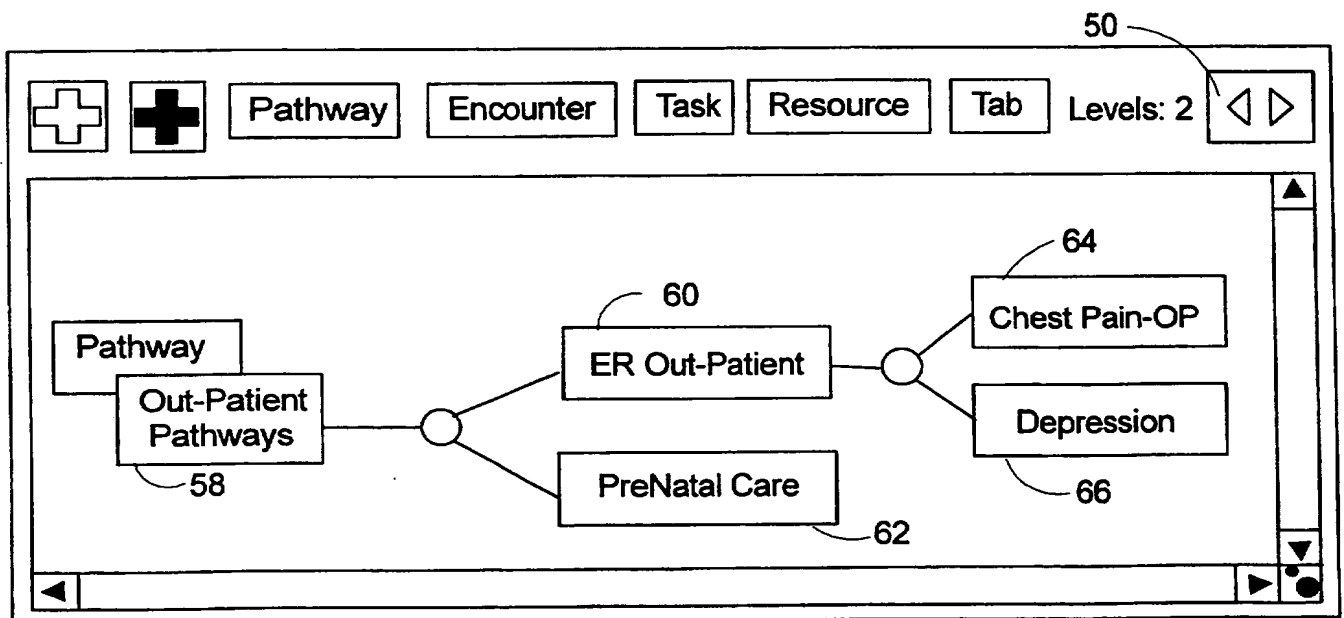 50
Pathway
Encounter
Task
Resource
Tab
Levels: 2
64
60
Chest Pain-OP
Pathway
ER Out-Patient
Out-Patient
Pathways
Depression
58
PreNatal Care
66
62